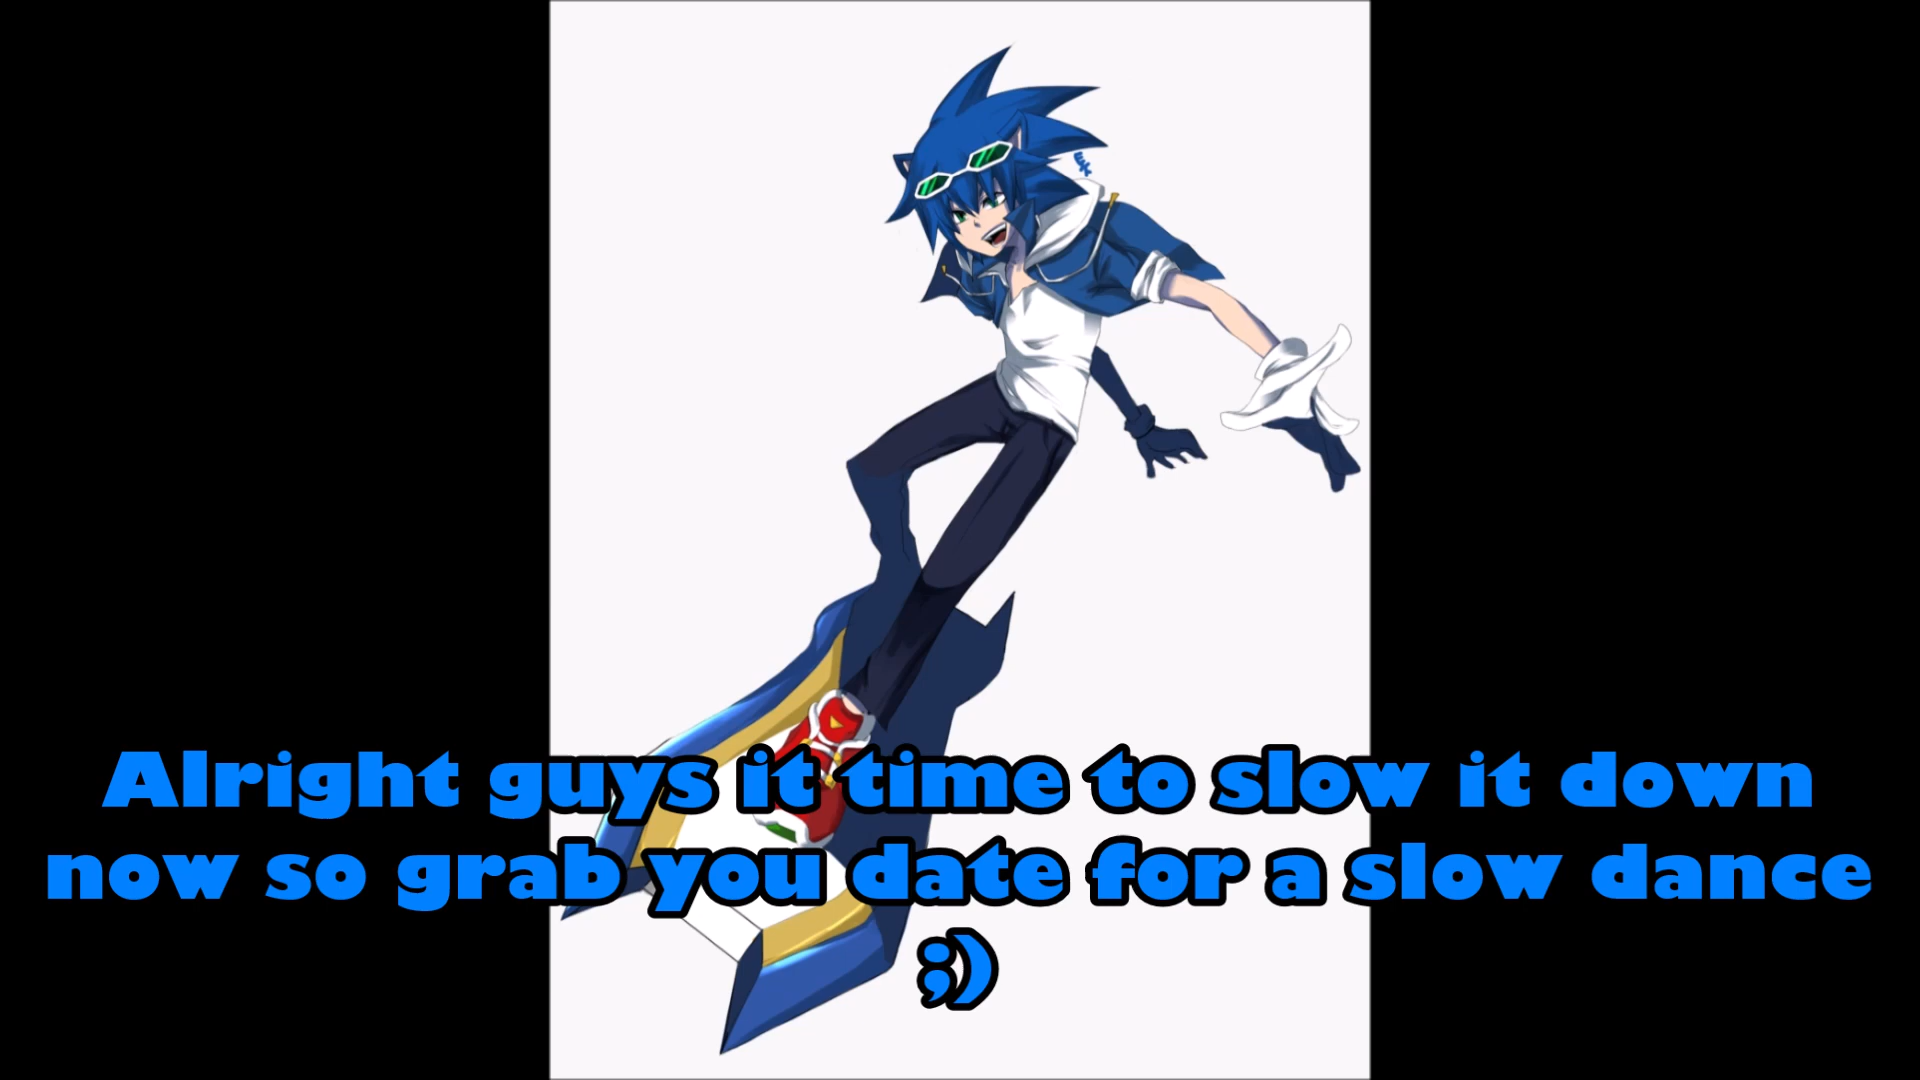 Alright guys it time to slow it down
now so grab you date for a slow dance
;)